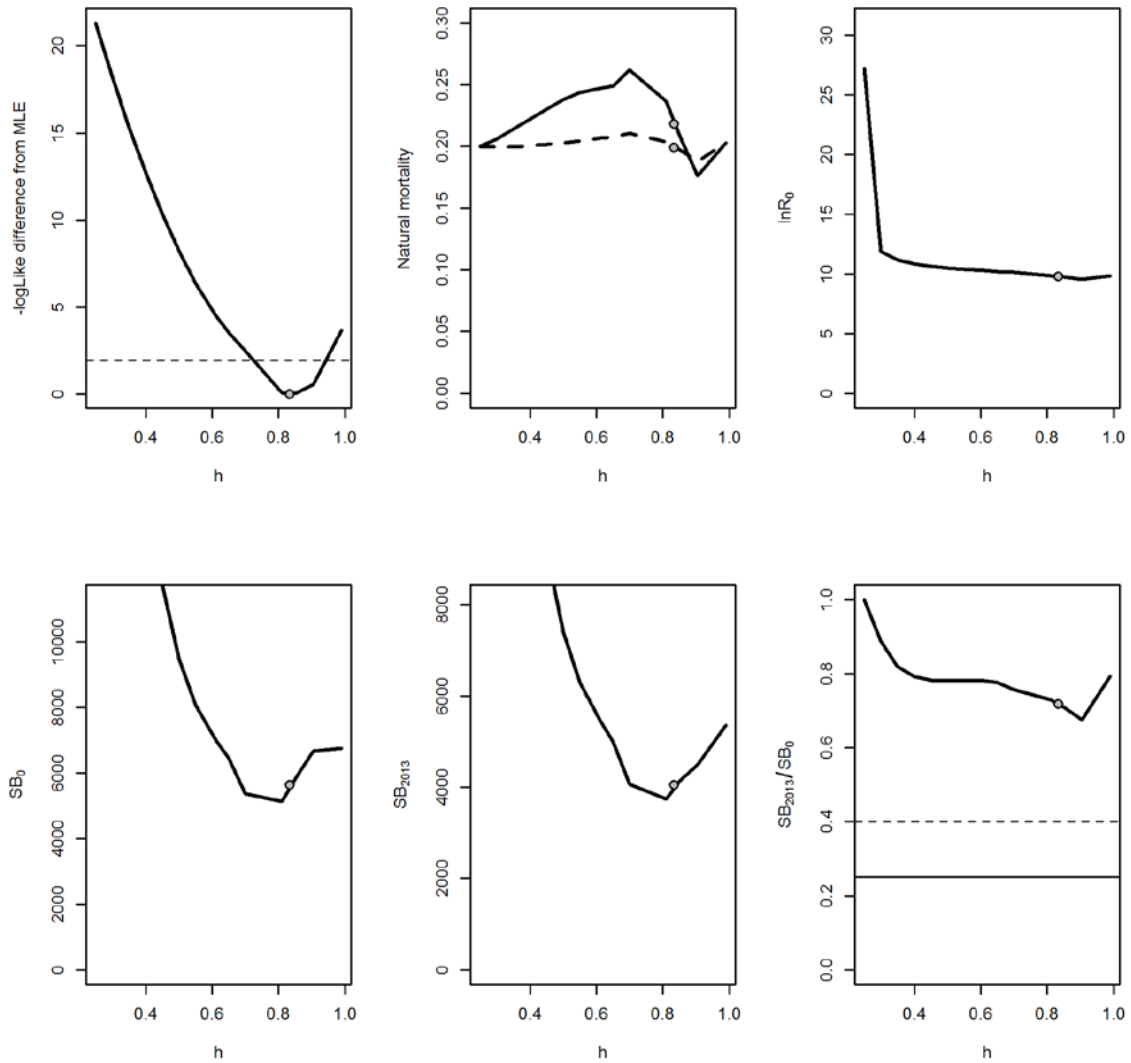 -logLike difference from MLE
0 5 10 15 20
0.4 0.6 0.8 1.0
h
Natural mortality
0.00 0.05 0.10 0.15 0.20 0.25 0.30
0.4 0.6 0.8 1.0
h
lnR₀
0 5 10 15 20 25 30
0.4 0.6 0.8 1.0
h
SB₀
0 2000 4000 6000 8000 10000
0.4 0.6 0.8 1.0
h
SB₂₀₁₃
0 2000 4000 6000 8000
0.4 0.6 0.8 1.0
h
SB₂₀₁₃/SB₀
0.0 0.2 0.4 0.6 0.8 1.0
0.4 0.6 0.8 1.0
h